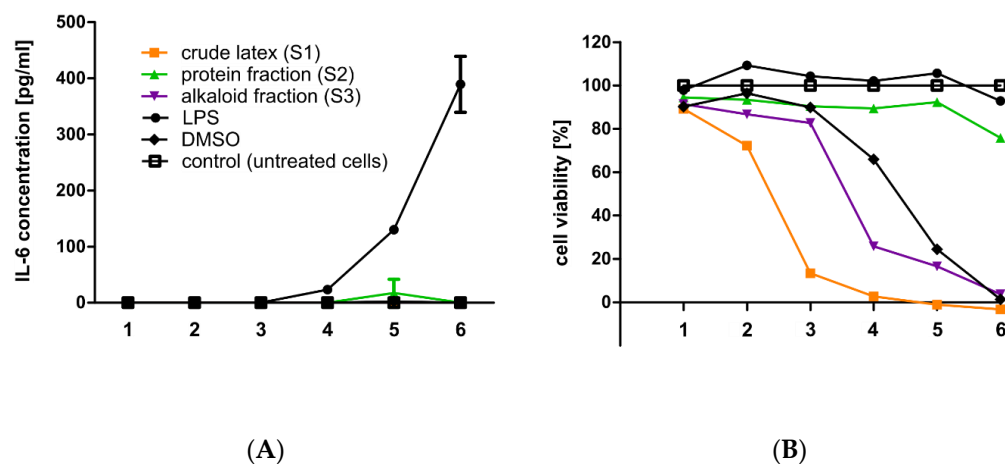 IL-6 concentration [pg/ml]
500
400
300
200
100
0
crude latex (S1)
protein fraction (S2)
alkaloid fraction (S3)
LPS
DMSO
control (untreated cells)
1 2 3 4 5 6
(A)
cell viability [%]
120
100
80
60
40
20
0
1 2 3 4 5 6
(B)